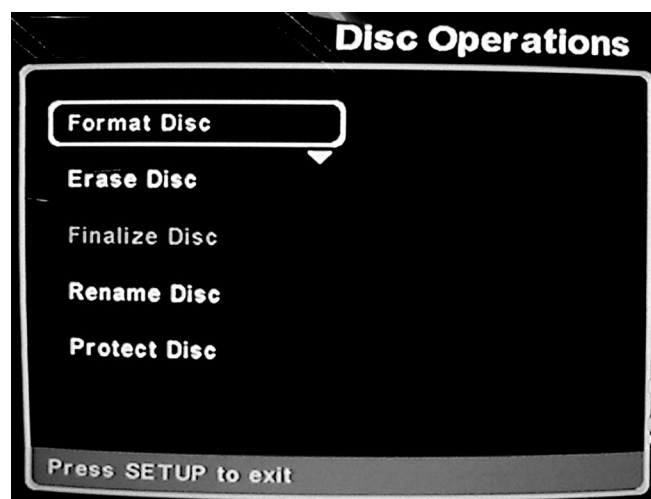 Disc Operations
Format Disc
Erase Disc
Finalize Disc
Rename Disc
Protect Disc
Press SETUP to exit